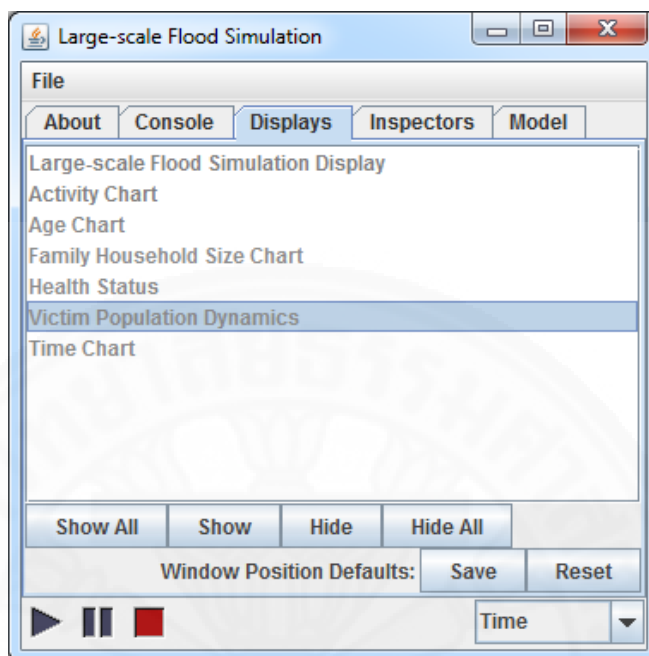 Large-scale Flood Simulation
File
About Console Displays Inspectors Model
Large-scale Flood Simulation Display
Activity Chart
Age Chart
Family Household Size Chart
Health Status
Victim Population Dynamics
Time Chart
Show All Show Hide Hide All
Window Position Defaults: Save Reset
Time